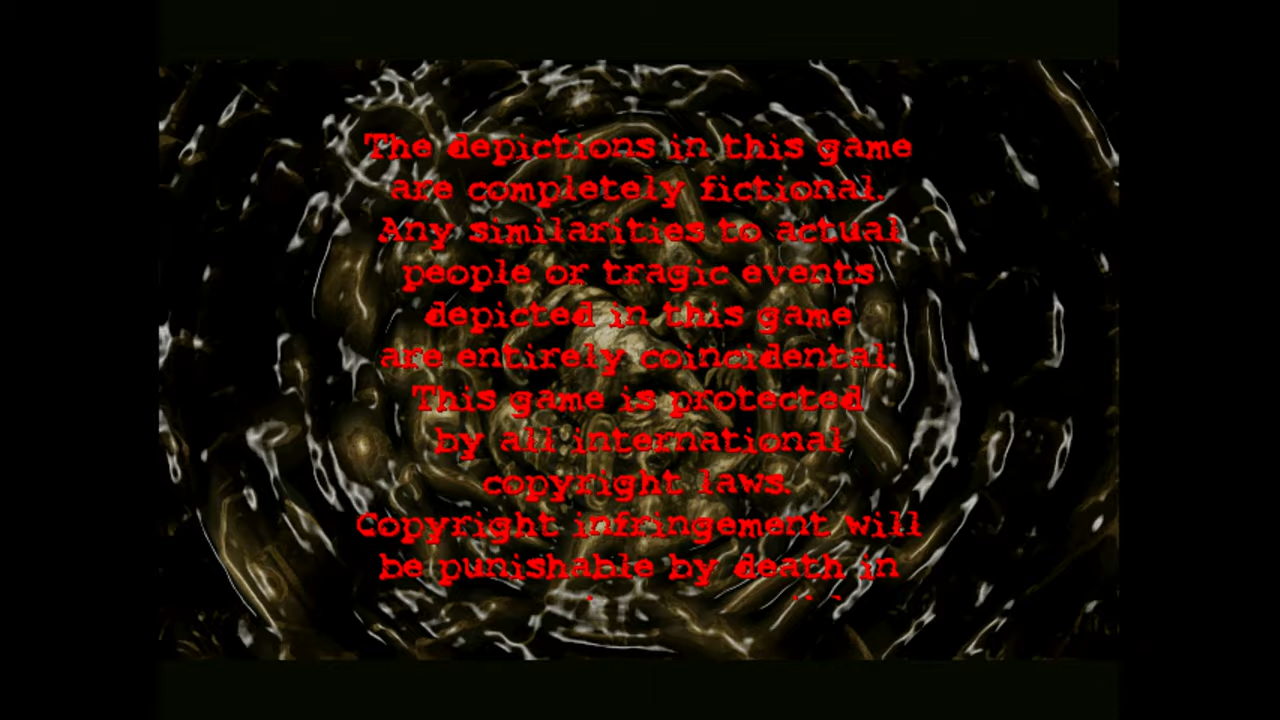 The depictions in this game
are completely fictional.
Any similarities to actual
people or tragic events
depicted in this game
are entirely coincidental.
This game is protected
by all international
copyright laws.
Copyright infringement will
be punishable by death in